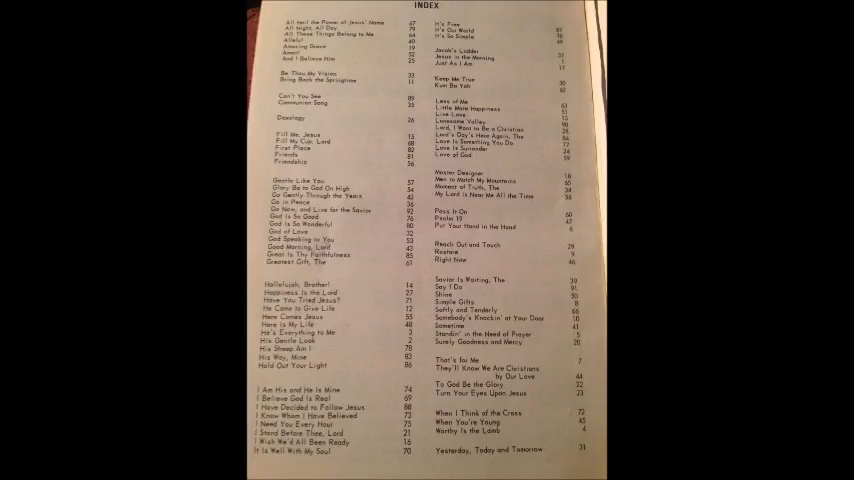 INDEX
All Hail the Power of Jesus' Name 67
All Night, All Day 79
All These Things Belong to Me 64
Allelu! 40
Amazing Grace 19
Amen! 52
And I Believe Him 25
Be Thou My Vision 33
Bring Back the Springtime 11
Can't You See 89
Communion Song 35
Doxology 26
Fill Me, Jesus 15
Fill My Cup, Lord 68
First Place 82
Friends 81
Friendship 56
Gentle Like You 57
Glory Be to God On High 54
Go Gently Through the Years 42
Go in Peace 36
Go Now, and Live for the Savior 92
God Is So Good 76
God Is So Wonderful 80
God of Love 32
God Speaking to You 53
Good Morning, Lord 43
Great Is Thy Faithfulness 85
Greatest Gift, The 61
Hallelujah, Brother! 14
Happiness Is the Lord 27
Have You Tried Jesus? 71
He Came to Give Life 12
Here Comes Jesus 55
Here Is My Life 48
He's Everything to Me 3
His Gentle Look 2
His Sheep Am I 78
His Way, Mine 83
Hold Out Your Light 86
I Am His and He Is Mine 74
I Believe God Is Real 69
I Have Decided to Follow Jesus 88
I Know Whom I Have Believed 73
I Need You Every Hour 75
I Stand Before Thee, Lord 21
I Wish We'd All Been Ready 16
It Is Well With My Soul 70
It's Free 87
It's Our World 38
It's So Simple 49
Jacob's Ladder
Jesus in the Morning 1
Just As I Am 17
Keep Me True 30
Kum Ba Yah 62
Less of Me 63
Little More Happiness 51
Live Love 13
Lonesome Valley 90
Lord, I Want to Be a Christian 28
Lord's Day's Here Again, The 84
Love Is Something You Do 77
Love Is Surrender 24
Love of God 59
Master Designer 18
Men to Match My Mountains 65
Moment of Truth, The 34
My Lord Is Near Me All the Time 58
Pass It On 60
Psalm 19 47
Put Your Hand in the Hand 6
Reach Out and Touch 29
Restore 9
Right Now 46
Savior Is Waiting, The 39
Say I Do 91
Shine 50
Simple Gifts 8
Softly and Tenderly 66
Somebody's Knockin' at Your Door 10
Sometime 41
Standin' in the Need of Prayer 5
Surely Goodness and Mercy 20
That's for Me 7
They'll Know We Are Christians
by Our Love 44
To God Be the Glory 22
Turn Your Eyes Upon Jesus 23
When I Think of the Cross 72
When You're Young 45
Worthy Is the Lamb 4
Yesterday, Today and Tomorrow 31